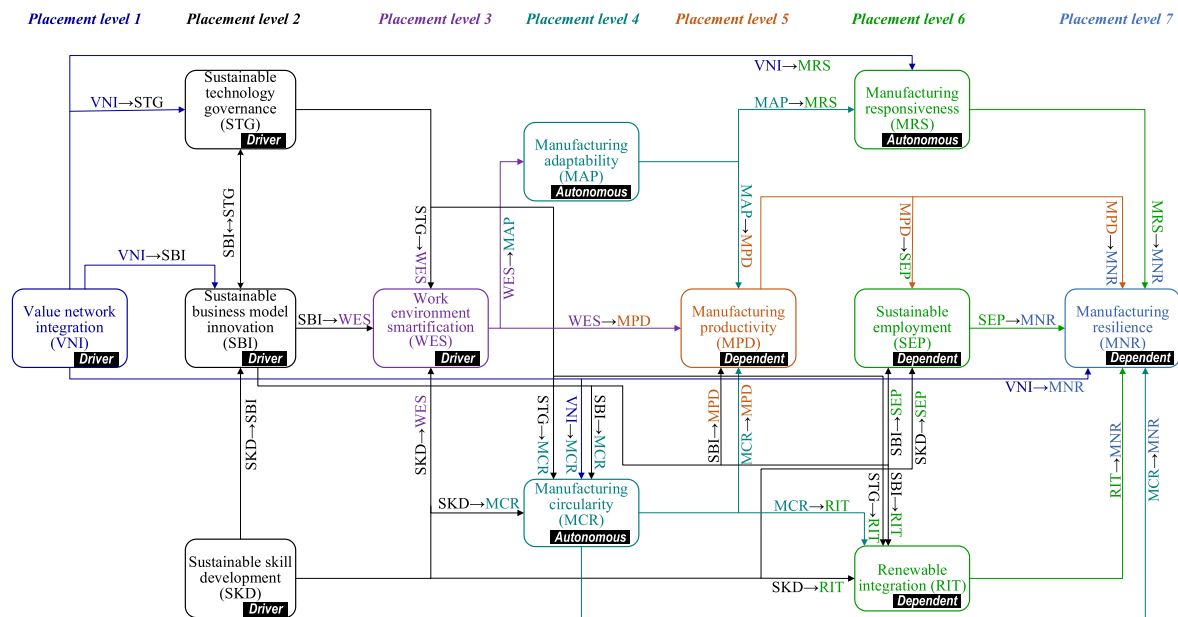 Placement level 1
Placement level 2
Placement level 3
Placement level 4
Placement level 5
Placement level 6
Placement level 7
VNI→MRS
Sustainable
technology
governance
(STG)
Driver
VNI→STG
Manufacturing
responsiveness
(MRS)
Autonomous
MAP→MRS
Manufacturing
adaptability
(MAP)
Autonomous
SBI↔STG
STG→WES
WES→MAP
MAP→MPD
MPD→SEP
MPD→MNR
MRS→MNR
VNI→SBI
Value network
integration
(VNI)
Driver
Sustainable
business model
innovation
(SBI)
Driver
SBI→WES
Work
environment
smartification
(WES)
Driver
WES→MPD
Manufacturing
productivity
(MPD)
Dependent
Sustainable
employment
(SEP)
Dependent
SEP→MNR
Manufacturing
resilience
(MNR)
Dependent
VNI→MNR
SKD→SBI
SKD→WES
STG→MCR
VNI→MCR
SBI→MCR
SBI→MPD
MCR→MPD
SBI→SEP
SKD→SEP
STG→RIT
SBI→RIT
RIT→MNR
MCR→MNR
SKD→MCR
Manufacturing
circularity
(MCR)
Autonomous
MCR→RIT
Sustainable skill
development
(SKD)
Driver
SKD→RIT
Renewable
integration (RIT)
Dependent